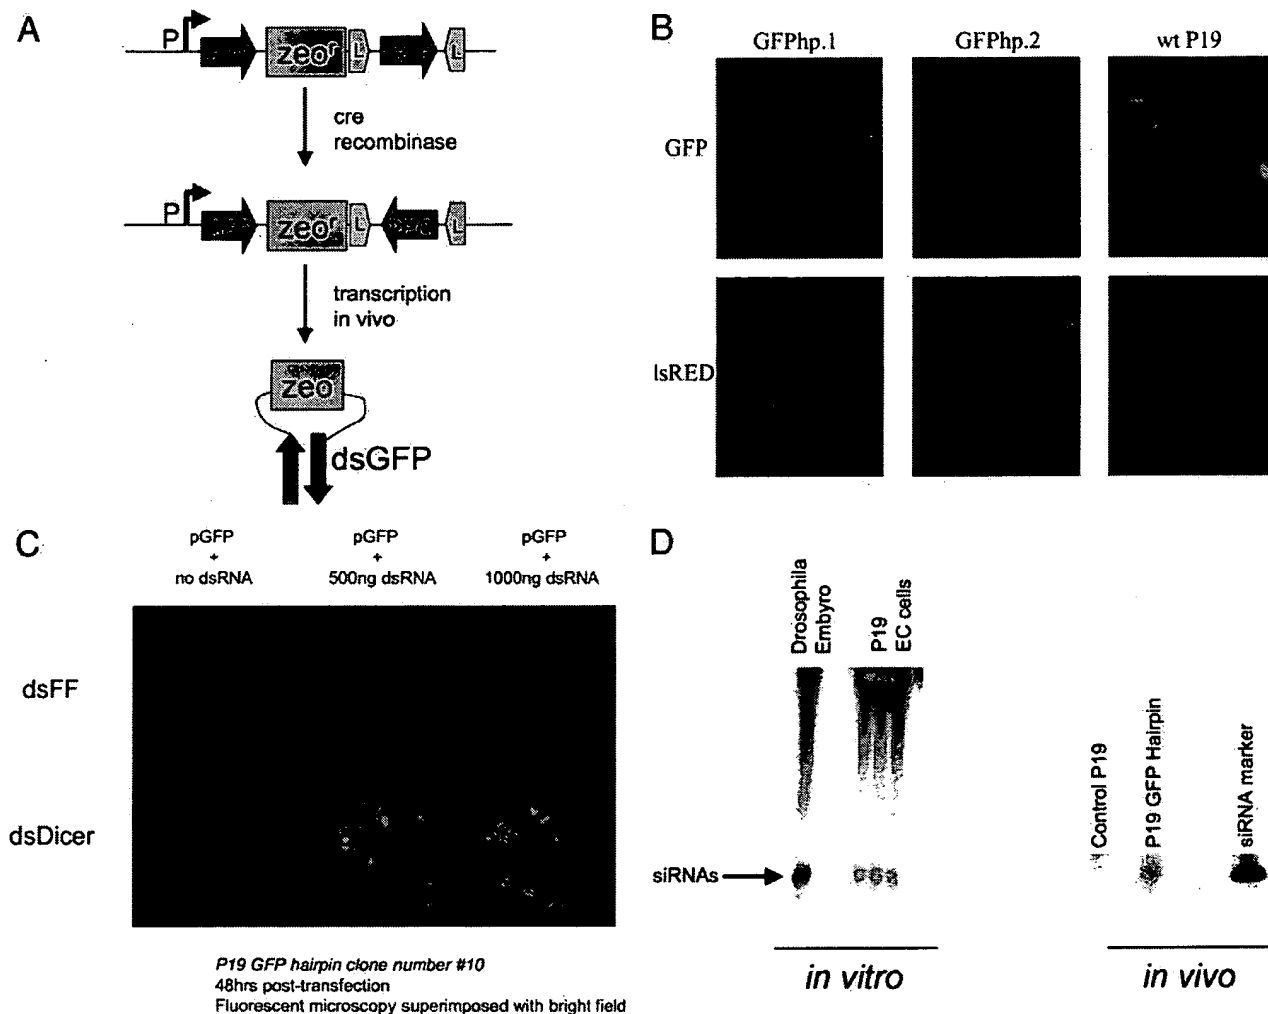 A
P
zeo^r
L
L
cre
recombinase
P
zeo^r
L
L
transcription
in vivo
zeo
dsGFP
B
GFPhp.1
GFPhp.2
wt P19
GFP
lsRED
C
pGFP
+
no dsRNA
pGFP
+
500ng dsRNA
pGFP
+
1000ng dsRNA
dsFF
dsDicer
P19 GFP hairpin clone number #10
48hrs post-transfection
Fluorescent microscopy superimposed with bright field
D
Drosophila
Embyro
P19
EC cells
siRNAs
in vitro
Control P19
P19 GFP Hairpin
siRNA marker
in vivo